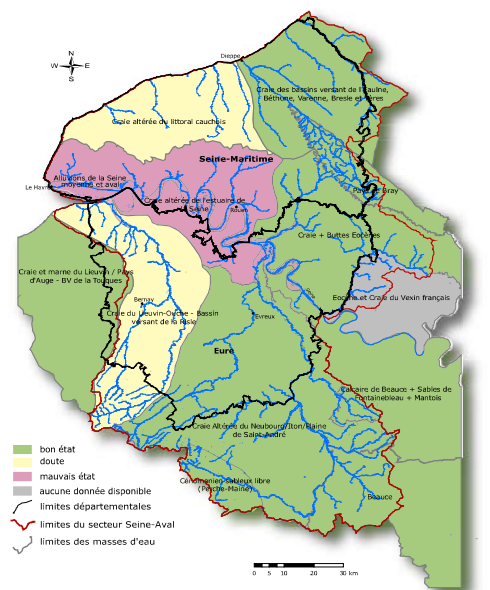 N
W E
S
Dieppe
Craie des bassins versant de l'Eaulne,
Béthune, Varenne, Bresle et Yères
Craie altérée du littoral cauchois
Seine-Maritime
Alluvions de la Seine
moyenne et aval
Le Havre
Pays de Bray
Craie altérée de l'estuaire de
la Seine
Rouen
Craie + Buttes Eocènes
Craie et marne du Lieuvin / Pays
d'Auge - BV de la Touques
Seine
Eocène et Craie du Vexin français
Bernay
Craie du Lieuvin-Ouche - Bassin
versant de la Risle
Evreux
Eure
Calcaire de Beauce + Sables de
Fontainebleau + Mantois
Craie Altérée du Neubourg/Iton/Plaine
de Saint-André
Cénomanien sableux libre
(Perche-Maine)
Beauce
bon état
doute
mauvais état
aucune donnée disponible
limites départementales
limites du secteur Seine-Aval
limites des masses d'eau
0 5 10 20 30 km